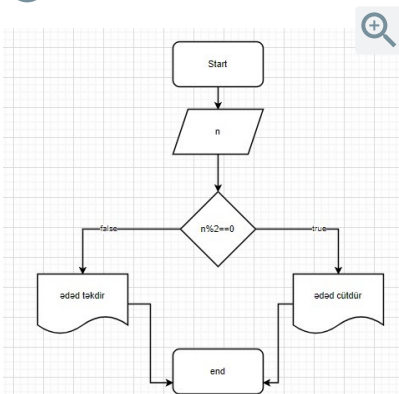 Start
n
n%2==0
false
true
ədəd təkdir
ədəd cütdür
end